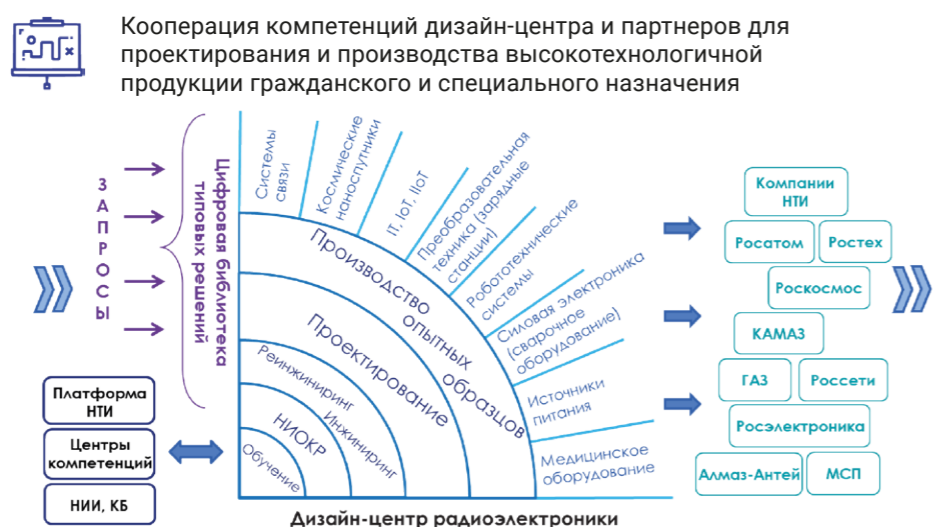 Кооперация компетенций дизайн-центра и партнеров для
проектирования и производства высокотехнологичной
продукции гражданского и специального назначения
ЗАПРОСЫ
Цифровая библиотека
типовых решений
Платформа
НТИ
Центры
компетенций
НИИ, КБ
Системы
связи
Космические
наноспутники
IT, IoT, IIoT
Преобразовательная
техника (зарядные
станции)
Робототехнические
системы
Силовая электроника
(сварочное
оборудование)
Источники
питания
Медицинское
оборудование
Производство опытных образцов
Проектирование
Реинжиниринг Инжиниринг
НИОКР
Обучение
Дизайн-центр радиоэлектроники
Компании
НТИ
Росатом
Ростех
Роскосмос
КАМАЗ
ГАЗ
Россети
Росэлектроника
Алмаз-Антей
МСП